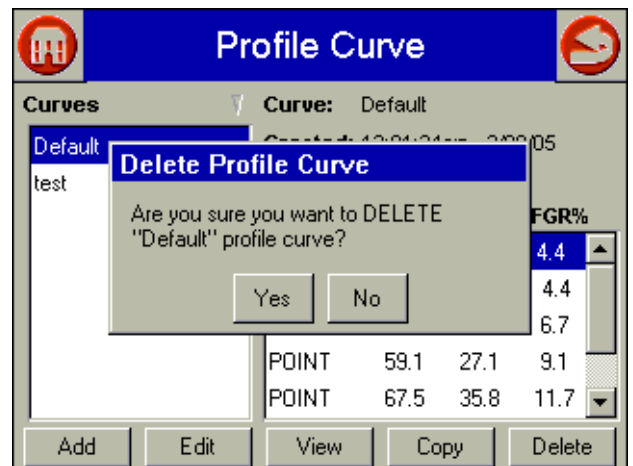 Profile Curve
Curves
Curve: Default
Default
test
/05
Delete Profile Curve
Are you sure you want to DELETE
"Default" profile curve?
Yes No
FGR%
4.4
4.4
6.7
POINT 59.1 27.1 9.1
POINT 67.5 35.8 11.7
Add Edit View Copy Delete